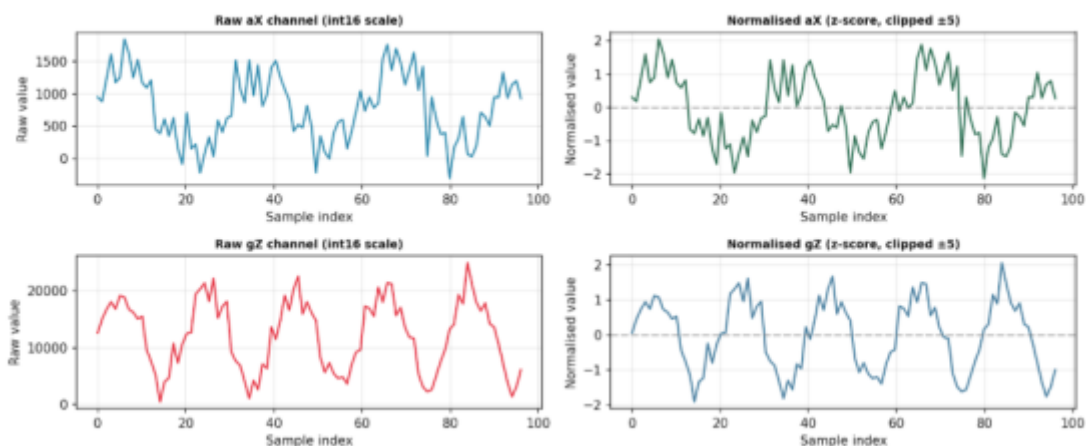 Raw aX channel (int16 scale)
Raw value
1500
1000
500
0
0 20 40 60 80 100
Sample index
Normalised aX (z-score, clipped ±5)
Normalised value
2
1
0
−1
−2
0 20 40 60 80 100
Sample index
Raw gZ channel (int16 scale)
Raw value
20000
10000
0
0 20 40 60 80 100
Sample index
Normalised gZ (z-score, clipped ±5)
Normalised value
2
1
0
−1
−2
0 20 40 60 80 100
Sample index